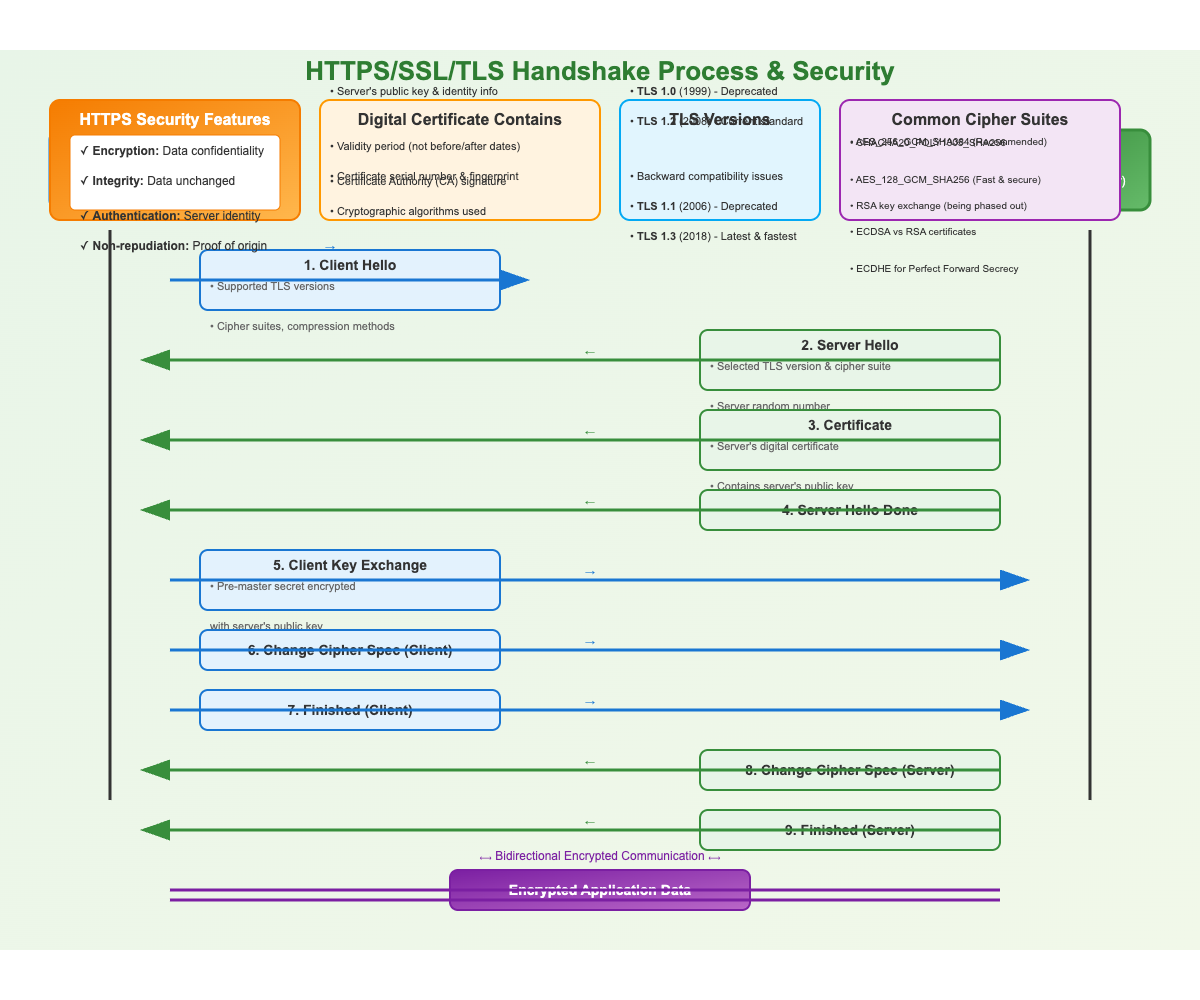 HTTPS/SSL/TLS Handshake Process & Security
HTTPS Security Features
✓ Encryption: Data confidentiality
✓ Integrity: Data unchanged
✓ Authentication: Server identity
✓ Non-repudiation: Proof of origin
• Server's public key & identity info
Digital Certificate Contains
• Validity period (not before/after dates)
• Certificate serial number & fingerprint
• Certificate Authority (CA) signature
• Cryptographic algorithms used
• TLS 1.0 (1999) - Deprecated
TLS Versions
• TLS 1.2 (2008) - Current standard
• Backward compatibility issues
• TLS 1.1 (2006) - Deprecated
• TLS 1.3 (2018) - Latest & fastest
Common Cipher Suites
• AES_256_GCM_SHA384 (Recommended)
• CHACHA20_POLY1305_SHA256
• AES_128_GCM_SHA256 (Fast & secure)
• RSA key exchange (being phased out)
• ECDSA vs RSA certificates
• ECDHE for Perfect Forward Secrecy
)
→
1. Client Hello
• Supported TLS versions
• Cipher suites, compression methods
←
2. Server Hello
• Selected TLS version & cipher suite
• Server random number
←
3. Certificate
• Server's digital certificate
• Contains server's public key
←
4. Server Hello Done
5. Client Key Exchange
→
• Pre-master secret encrypted
with server's public key
→
6. Change Cipher Spec (Client)
→
7. Finished (Client)
←
8. Change Cipher Spec (Server)
←
9. Finished (Server)
↔ Bidirectional Encrypted Communication ↔
Encrypted Application Data